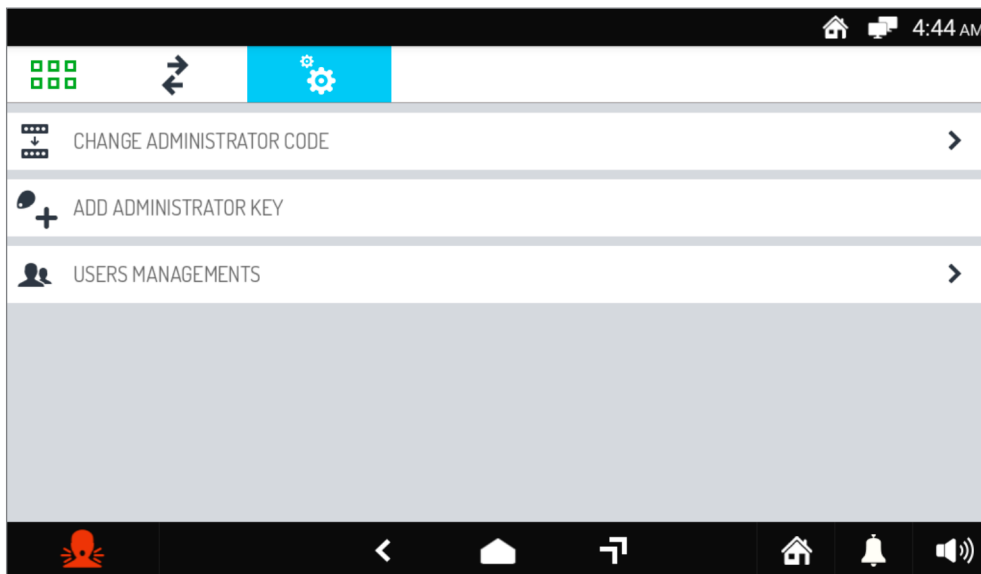 4:44 AM
CHANGE ADMINISTRATOR CODE
ADD ADMINISTRATOR KEY
USERS MANAGEMENTS